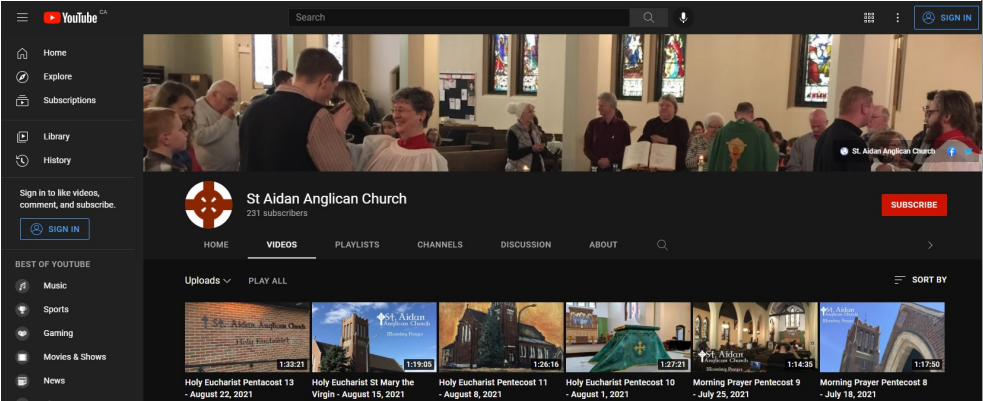 YouTube CA
Search
SIGN IN
Home
Explore
Subscriptions
Library
History
Sign in to like videos,
comment, and subscribe.
SIGN IN
BEST OF YOUTUBE
Music
Sports
Gaming
Movies & Shows
News
St. Aidan Anglican Church
St Aidan Anglican Church
231 subscribers
SUBSCRIBE
HOME VIDEOS PLAYLISTS CHANNELS DISCUSSION ABOUT
Uploads PLAY ALL SORT BY
St. Aidan Anglican Church
Holy Eucharist
1:33:21
Holy Eucharist Pentecost 13
- August 22, 2021
St. Aidan
Anglican Church
Morning Prayer
1:19:05
Holy Eucharist St Mary the
Virgin - August 15, 2021
1:26:16
Holy Eucharist Pentecost 11
- August 8, 2021
1:27:21
Holy Eucharist Pentecost 10
- August 1, 2021
St. Aidan
Anglican Church
Morning Prayer
1:14:35
Morning Prayer Pentecost 9
- July 25, 2021
St. Aidan
Anglican Church
Morning Prayer
1:17:50
Morning Prayer Pentecost 8
- July 18, 2021